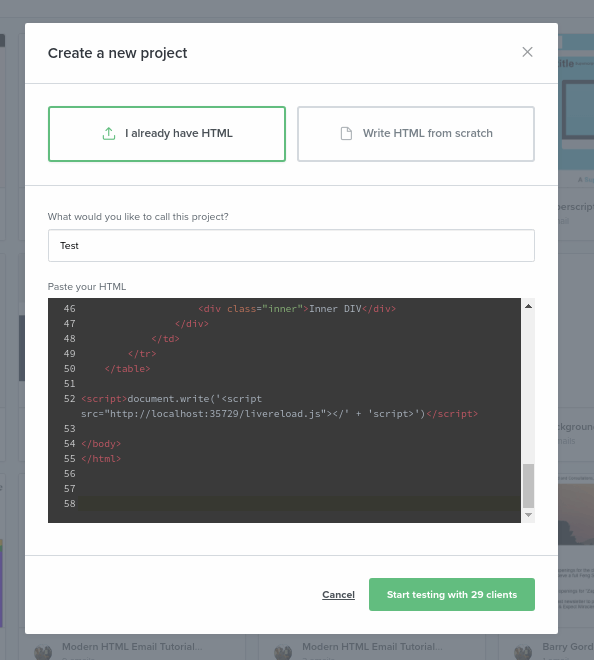 Create a new project
I already have HTML
Write HTML from scratch
What would you like to call this project?
Test
Paste your HTML
46 <div class="inner">Inner DIV</div>
47 </div>
48 </td>
49 </tr>
50 </table>
51
52 <script>document.write('<script
src="http://localhost:35729/livereload.js"></' + 'script>')</script>
53
54 </body>
55 </html>
56
57
58
Cancel
Start testing with 29 clients
Modern HTML Email Tutorial...
Modern HTML Email Tutorial...
Barry Gord